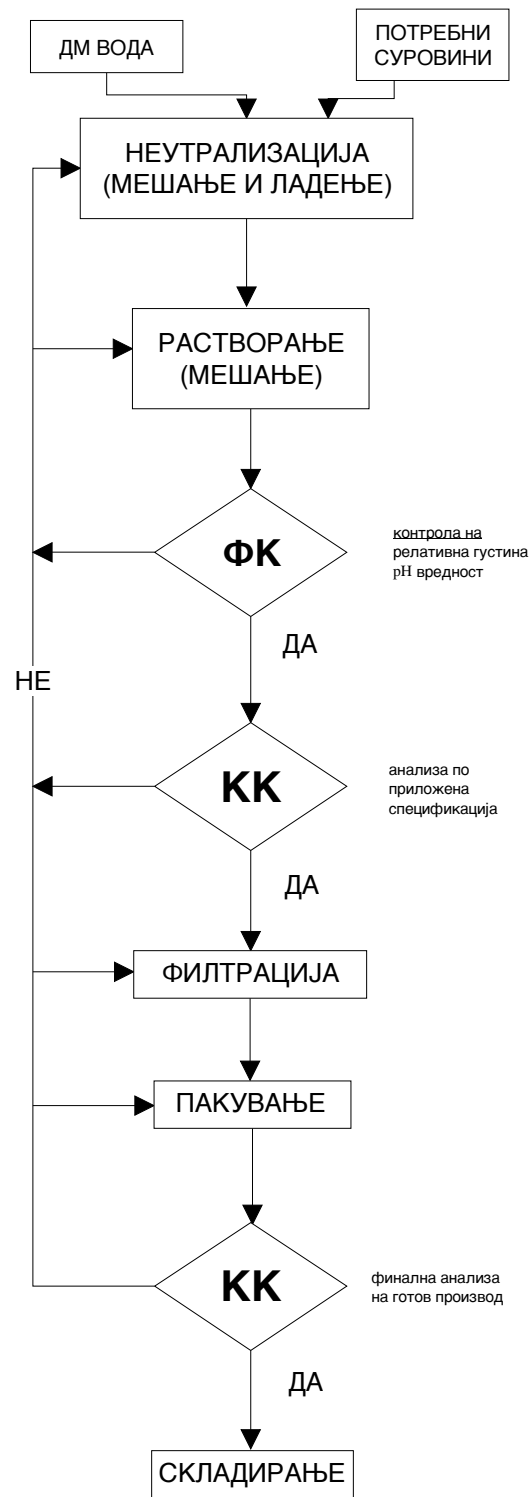 ДМ ВОДА
ПОТРЕБНИ
СУРОВИНИ
НЕУТРАЛИЗАЦИЈА
(МЕШАЊЕ И ЛАДЕЊЕ)
РАСТВОРАЊЕ
(МЕШАЊЕ)
ФК
контрола на
релативна густина
pH вредност
ДА
НЕ
КК
анализа по
приложена
спецификација
ДА
ФИЛТРАЦИЈА
ПАКУВАЊЕ
КК
финална анализа
на готов производ
ДА
СКЛАДИРАЊЕ